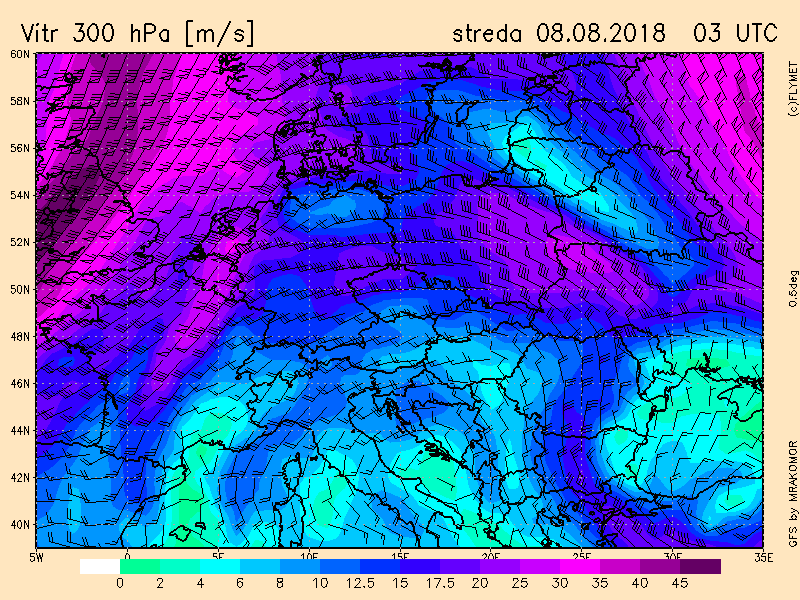 Vítr 300 hPa [m/s]
streda 08.08.2018 03 UTC
60N
58N
56N
54N
52N
50N
48N
46N
44N
42N
40N
5W 0 5E 10E 15E 20E 25E 30E 35E
0 2 4 6 8 10 12.5 15 17.5 20 25 30 35 40 45
(c)FLYMET
0.5deg
GFS by MRAKOMOR